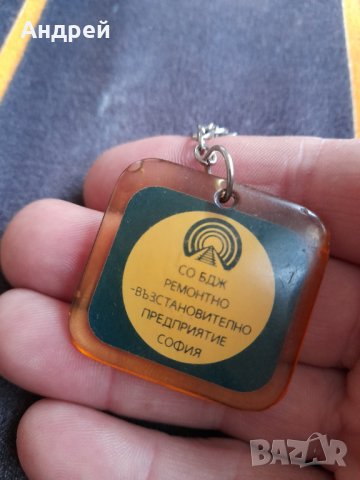 Андрей
СО БДЖ
РЕМОНТНО
-ВЪЗСТАНОВИТЕЛНО
ПРЕДПРИЯТИЕ
СОФИЯ
BAZAR